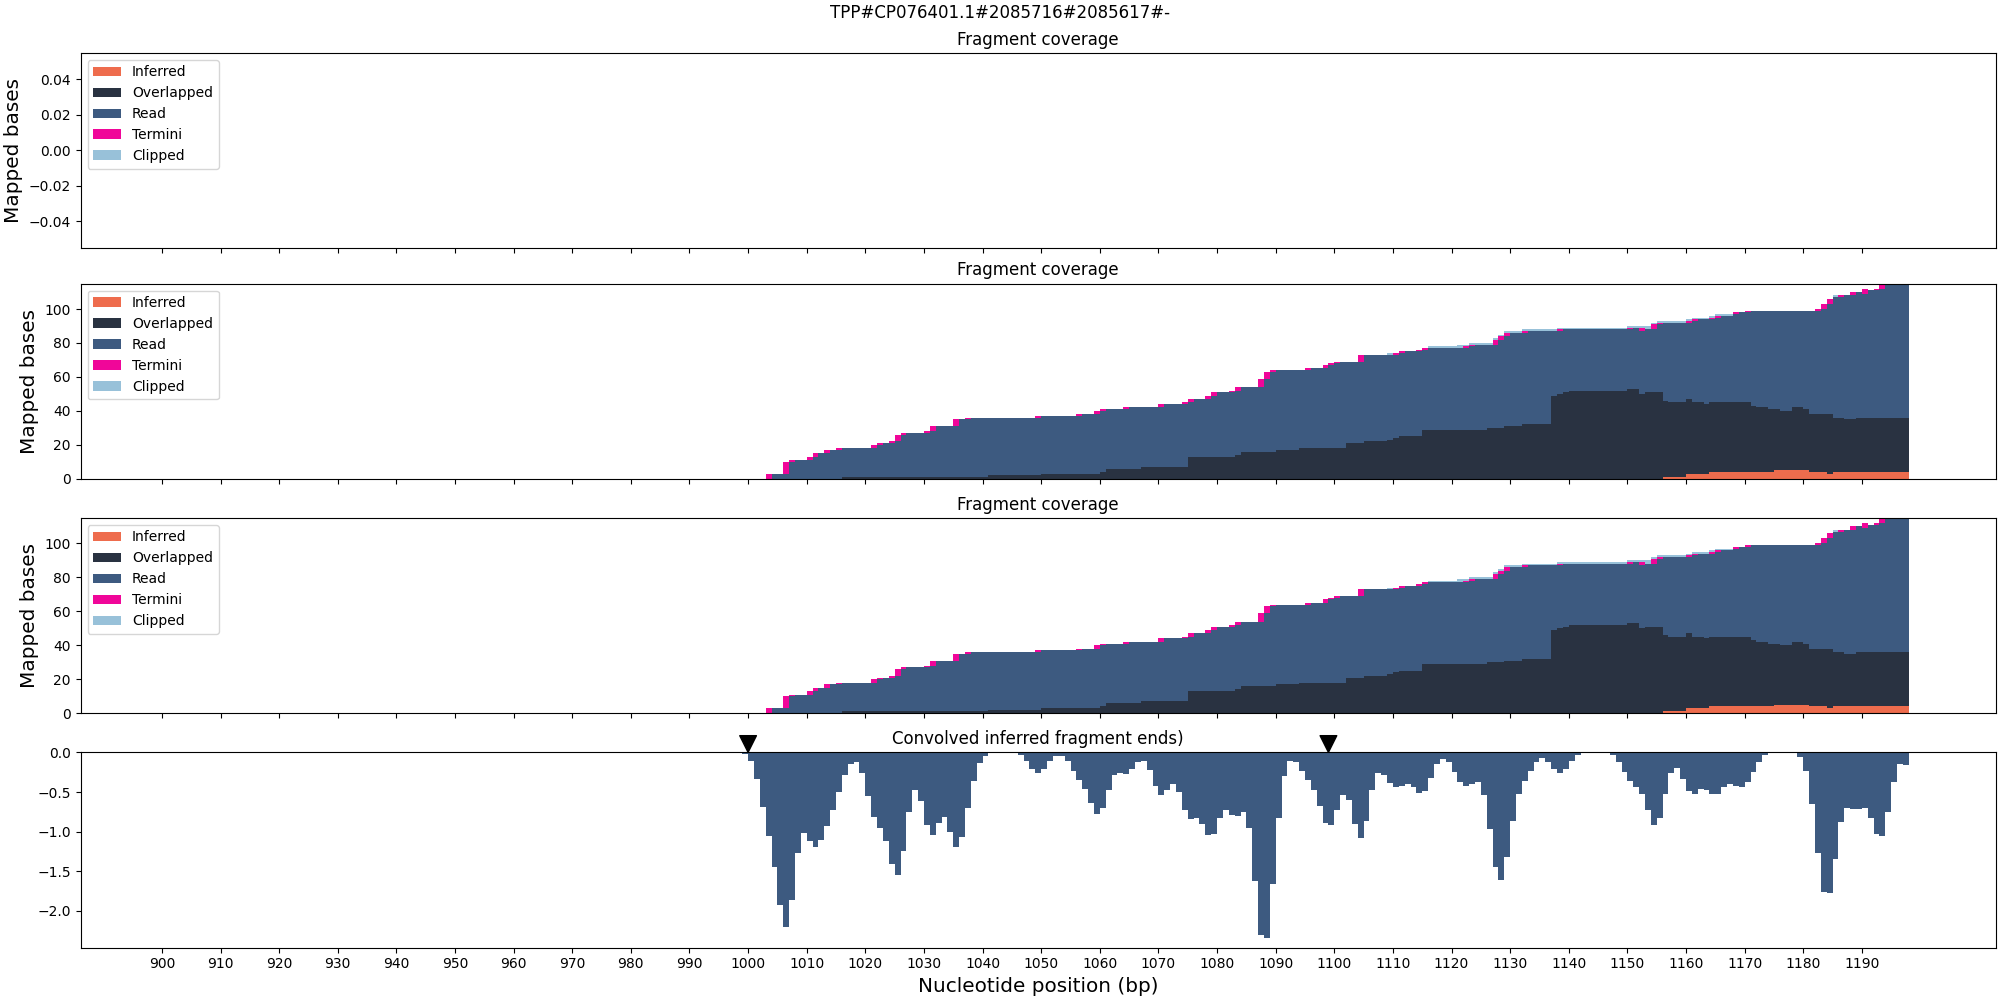 TPP#CP076401.1#2085716#2085617#-
Fragment coverage
Mapped bases
0.04
0.02
0.00
−0.02
−0.04
Inferred
Overlapped
Read
Termini
Clipped
Fragment coverage
Mapped bases
100
80
60
40
20
0
Inferred
Overlapped
Read
Termini
Clipped
Fragment coverage
Mapped bases
100
80
60
40
20
0
Inferred
Overlapped
Read
Termini
Clipped
Convolved inferred fragment ends)
0.0
−0.5
−1.0
−1.5
−2.0
900 910 920 930 940 950 960 970 980 990 1000 1010 1020 1030 1040 1050 1060 1070 1080 1090 1100 1110 1120 1130 1140 1150 1160 1170 1180 1190
Nucleotide position (bp)